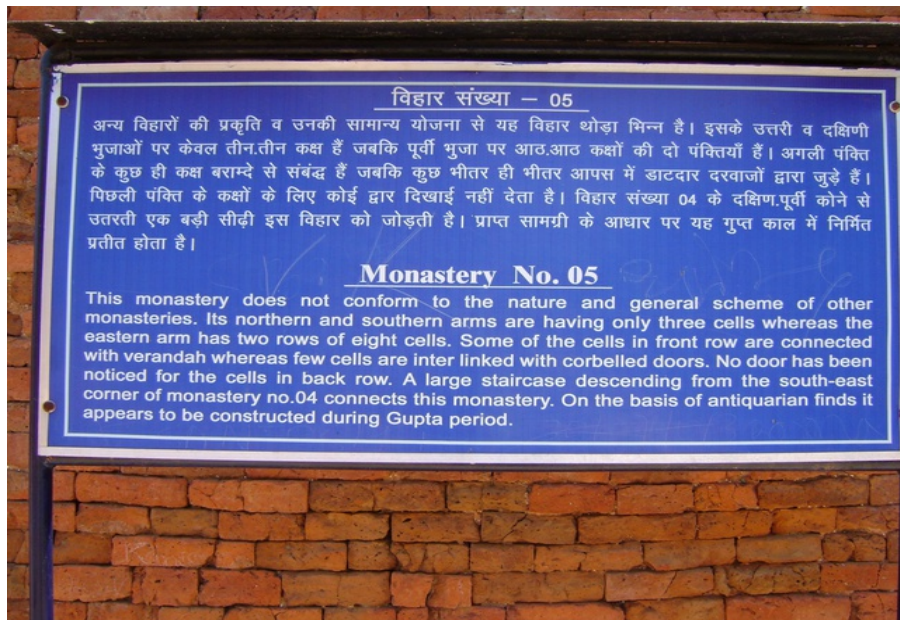 विहार संख्या – 05
अन्य विहारों की प्रकृति व उनकी सामान्य योजना से यह विहार थोड़ा भिन्न है। इसके उत्तरी व दक्षिणी
भुजाओं पर केवल तीन.तीन कक्ष हैं जबकि पूर्वी भुजा पर आठ.आठ कक्षों की दो पंक्तियाँ हैं। अगली पंक्ति
के कुछ ही कक्ष बराम्दे से संबंद्ध हैं जबकि कुछ भीतर ही भीतर आपस में डाटदार दरवाजों द्वारा जुड़े हैं।
पिछली पंक्ति के कक्षों के लिए कोई द्वार दिखाई नहीं देता है। विहार संख्या 04 के दक्षिण.पूर्वी कोने से
उतरती एक बड़ी सीढ़ी इस विहार को जोड़ती है। प्राप्त सामग्री के आधार पर यह गुप्त काल में निर्मित
प्रतीत होता है।
Monastery No. 05
This monastery does not conform to the nature and general scheme of other
monasteries. Its northern and southern arms are having only three cells whereas the
eastern arm has two rows of eight cells. Some of the cells in front row are connected
with verandah whereas few cells are inter linked with corbelled doors. No door has been
noticed for the cells in back row. A large staircase descending from the south-east
corner of monastery no.04 connects this monastery. On the basis of antiquarian finds it
appears to be constructed during Gupta period.